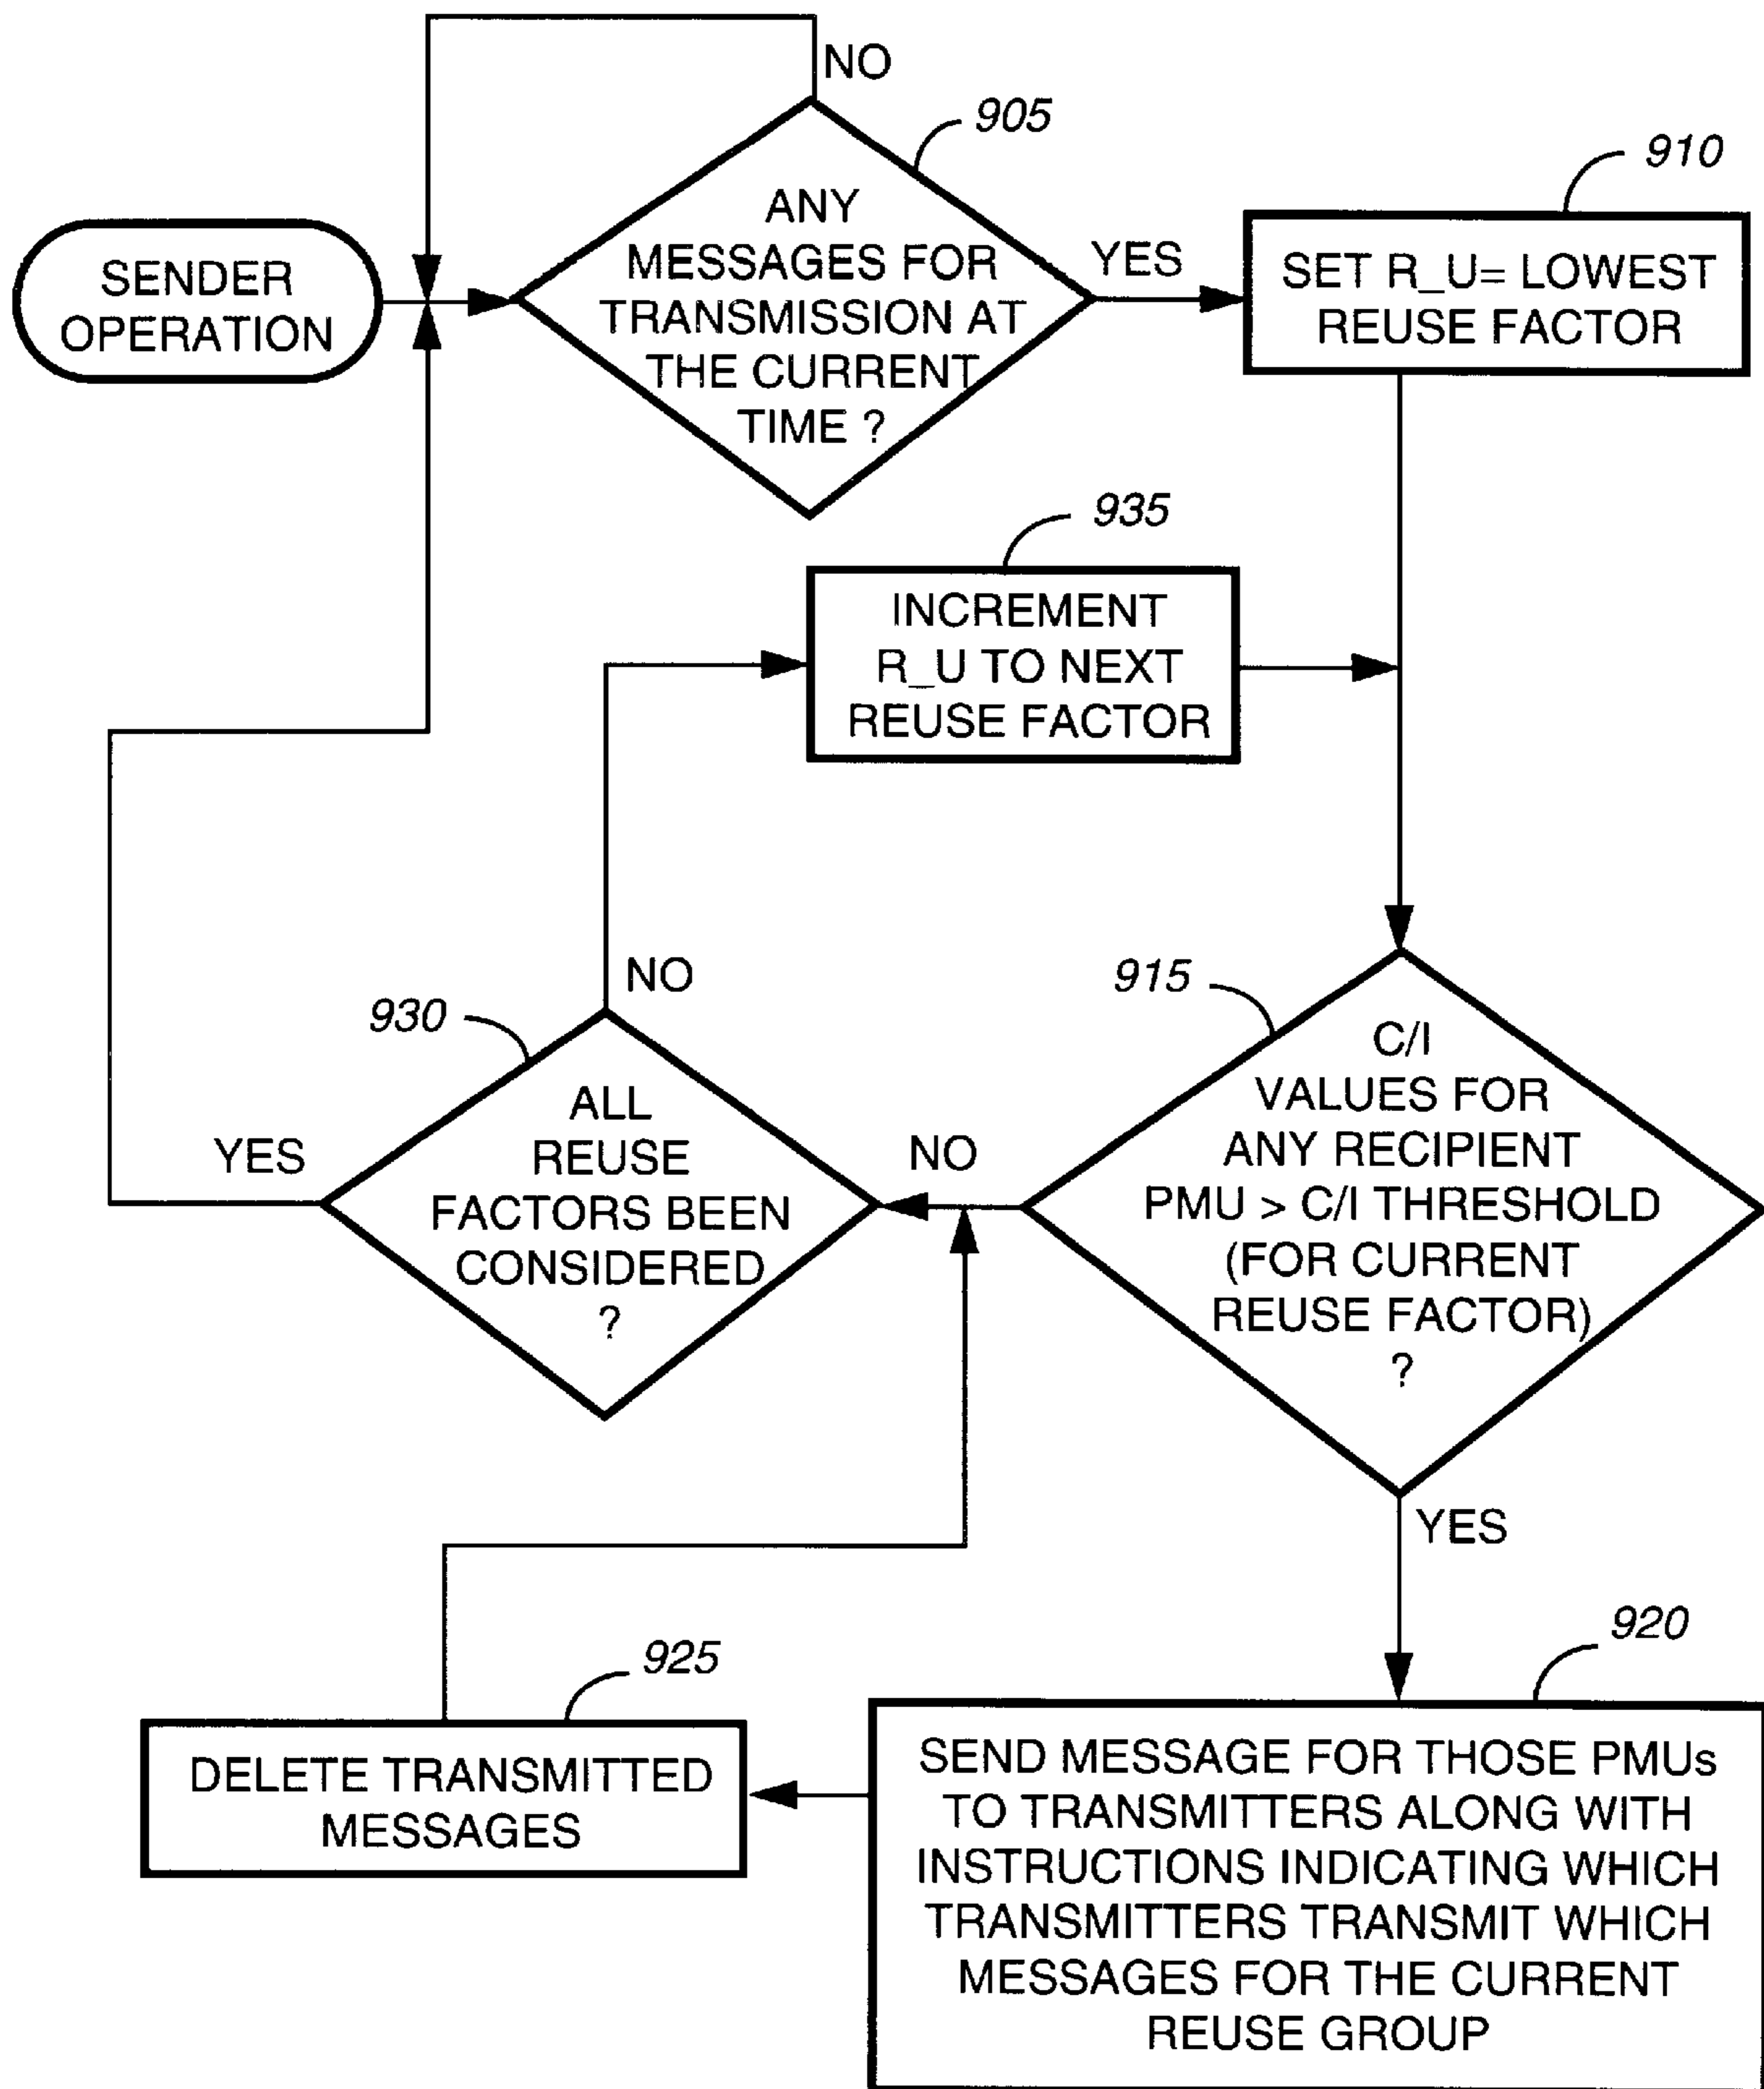 NO
905
910
SENDER
OPERATION
ANY
MESSAGES FOR
TRANSMISSION AT
THE CURRENT
TIME ?
YES
SET R_U= LOWEST
REUSE FACTOR
935
INCREMENT
R_U TO NEXT
REUSE FACTOR
NO
930
915
YES
ALL
REUSE
FACTORS BEEN
CONSIDERED
?
NO
C/I
VALUES FOR
ANY RECIPIENT
PMU > C/I THRESHOLD
(FOR CURRENT
REUSE FACTOR)
?
YES
925
920
DELETE TRANSMITTED
MESSAGES
SEND MESSAGE FOR THOSE PMUs
TO TRANSMITTERS ALONG WITH
INSTRUCTIONS INDICATING WHICH
TRANSMITTERS TRANSMIT WHICH
MESSAGES FOR THE CURRENT
REUSE GROUP